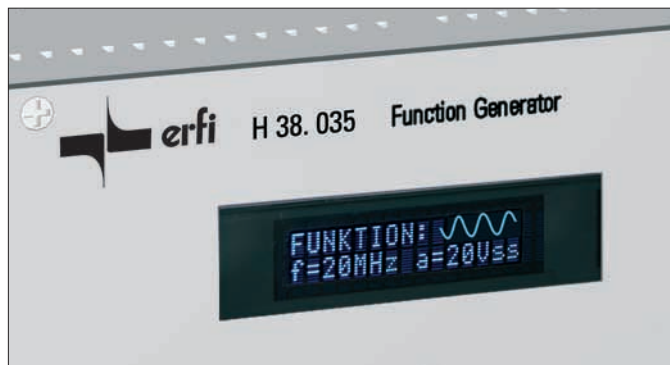 erfi H 38. 035 Function Generator
FUNKTION:
f=20MHz a=20Vss